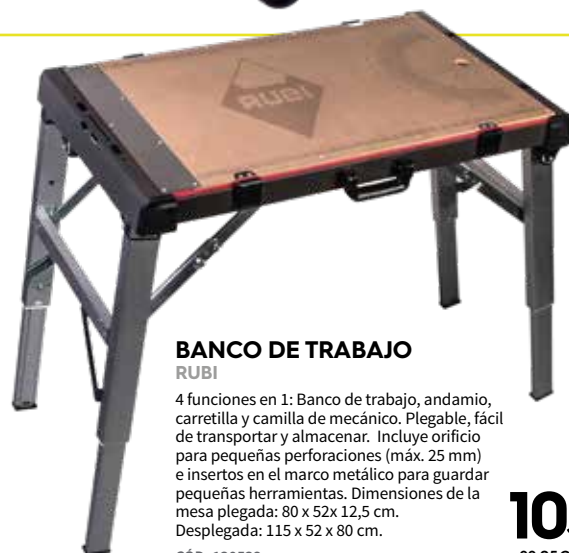 RUBI
BANCO DE TRABAJO
RUBI
4 funciones en 1: Banco de trabajo, andamio,
carretilla y camilla de mecánico. Plegable, fácil
de transportar y almacenar. Incluye orificio
para pequeñas perforaciones (máx. 25 mm)
e insertos en el marco metálico para guardar
pequeñas herramientas. Dimensiones de la
mesa plegada: 80 x 52x 12,5 cm.
Desplegada: 115 x 52 x 80 cm.
10